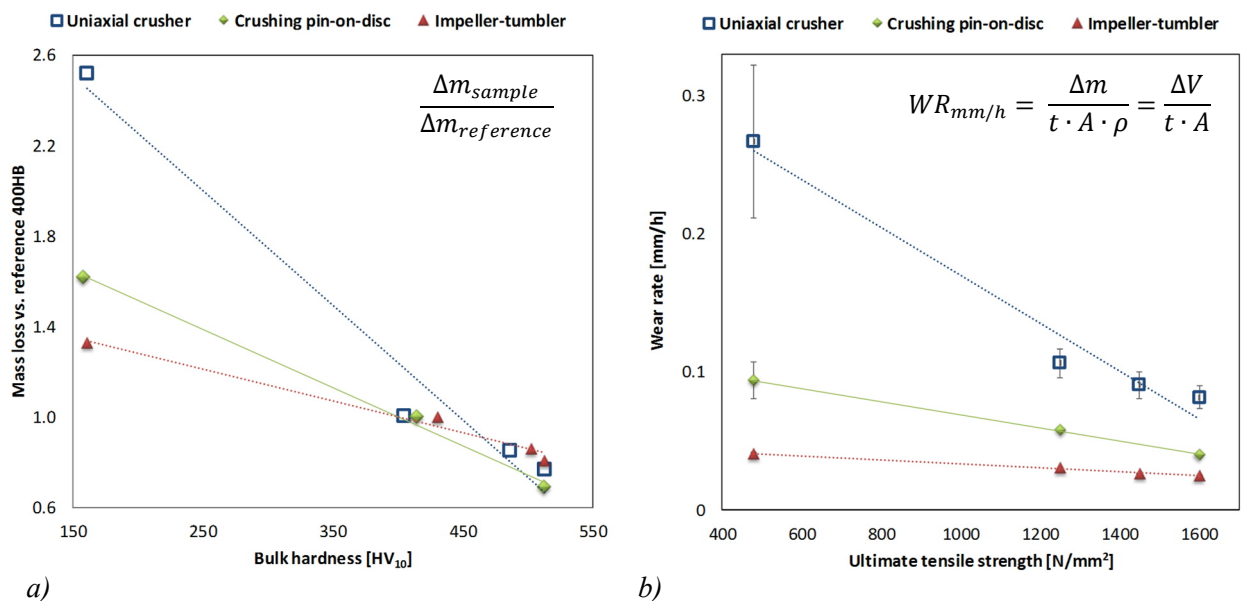 Uniaxial crusher Crushing pin-on-disc Impeller-tumbler
2.6
2.2
1.8
1.4
1.0
0.6
150 250 350 450 550
Mass loss vs. reference 400HB
Bulk hardness [HV₁₀]
Δm_sample
Δm_reference
a)
Uniaxial crusher Crushing pin-on-disc Impeller-tumbler
0.3
0.2
0.1
0
400 600 800 1000 1200 1400 1600
Wear rate [mm/h]
Ultimate tensile strength [N/mm²]
WR_mm/h = Δm / t · A · ρ = ΔV / t · A
b)